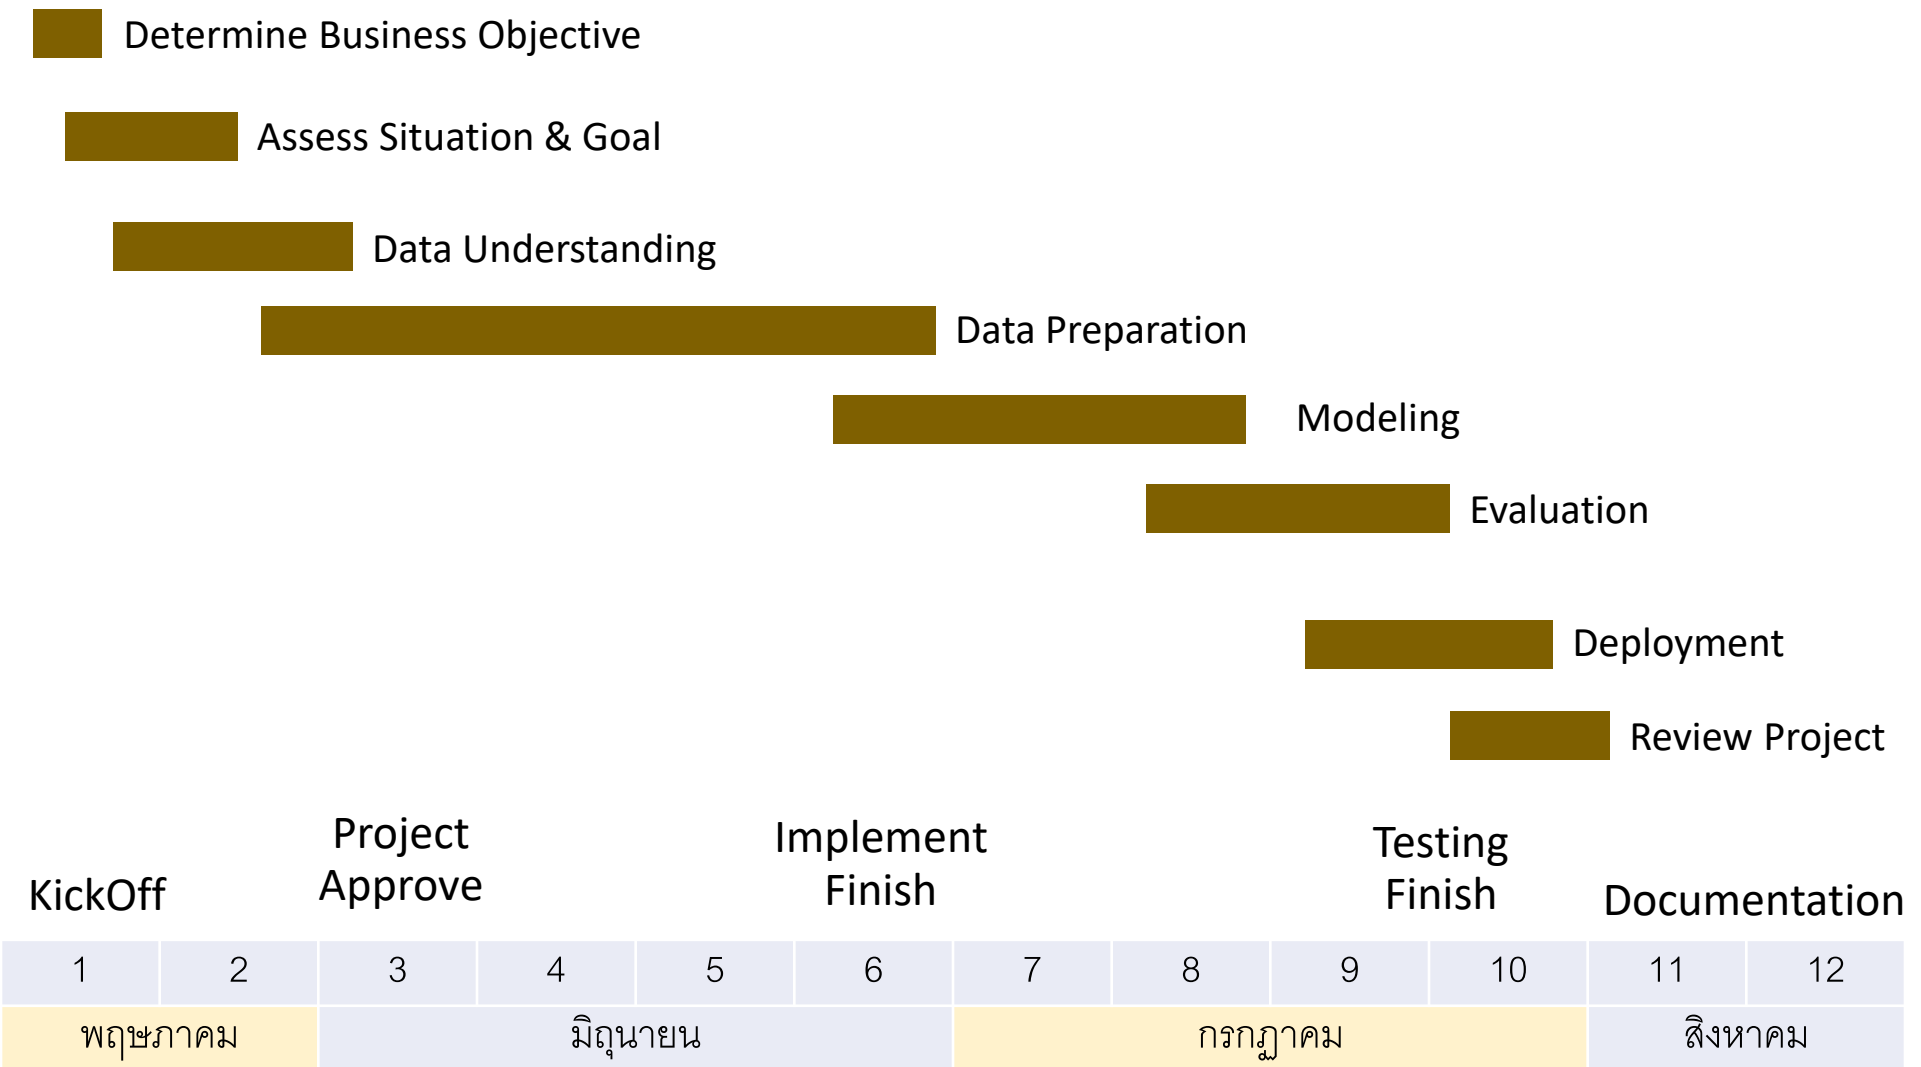 Determine Business Objective
Assess Situation & Goal
Data Understanding
Data Preparation
Modeling
Evaluation
Deployment
Review Project
KickOff
Project
Approve
Implement
Finish
Testing
Finish
Documentation
1 2 3 4 5 6 7 8 9 10 11 12
พฤษภาคม มิถุนายน กรกฏาคม สิงหาคม